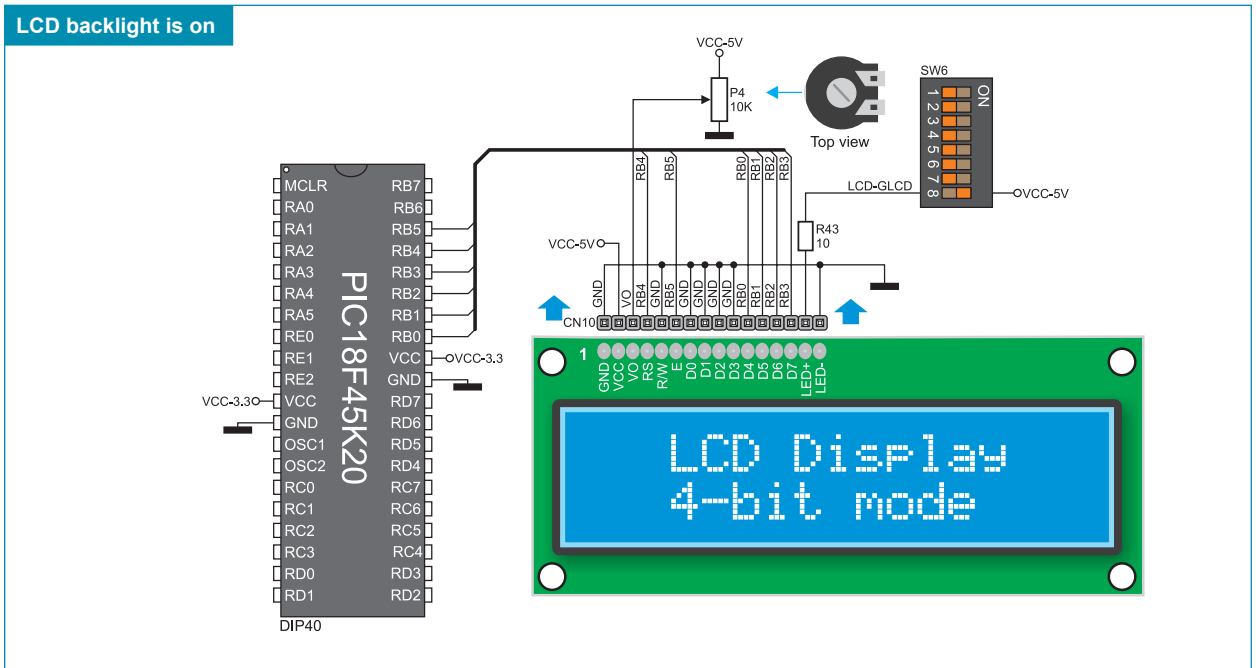 LCD backlight is on
VCC-5V
P4
10K
Top view
SW6
ON
1
2
3
4
5
6
7
8
LCD-GLCD
VCC-5V
R43
10
RB4
RB5
RB0
RB1
RB2
RB3
VCC-5V
GND
VO
RB4
GND
RB5
GND
GND
GND
GND
RB0
RB1
RB2
RB3
CN10
1
GND
VCC
VO
RS
R/W
E
D0
D1
D2
D3
D4
D5
D6
D7
LED+
LED-
LCD Display
4-bit mode
PIC18F45K20
MCLR
RA0
RA1
RA2
RA3
RA4
RA5
RE0
RE1
RE2
VCC
GND
OSC1
OSC2
RC0
RC1
RC2
RC3
RD0
RD1
RB7
RB6
RB5
RB4
RB3
RB2
RB1
RB0
VCC
GND
RD7
RD6
RD5
RD4
RC7
RC6
RC5
RC4
RD3
RD2
VCC-3.3
VCC-3.3
DIP40